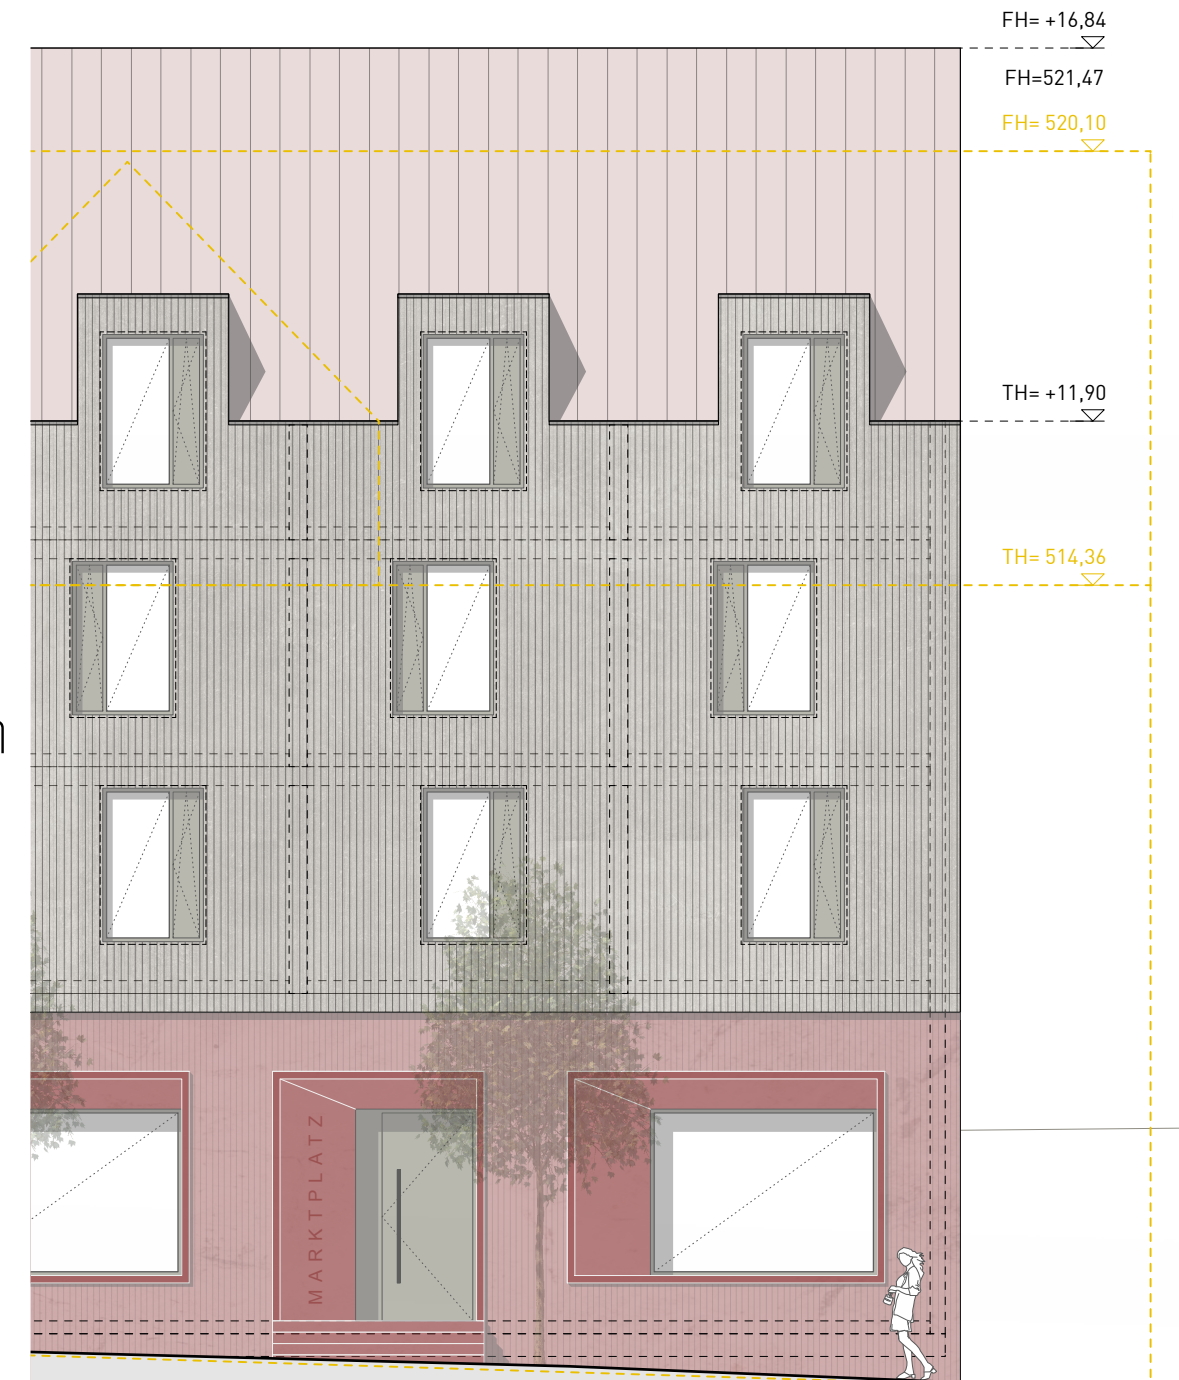 FH= +16,84
FH=521,47
FH= 520,10
TH= +11,90
TH= 514,36
MARKTPLATZ